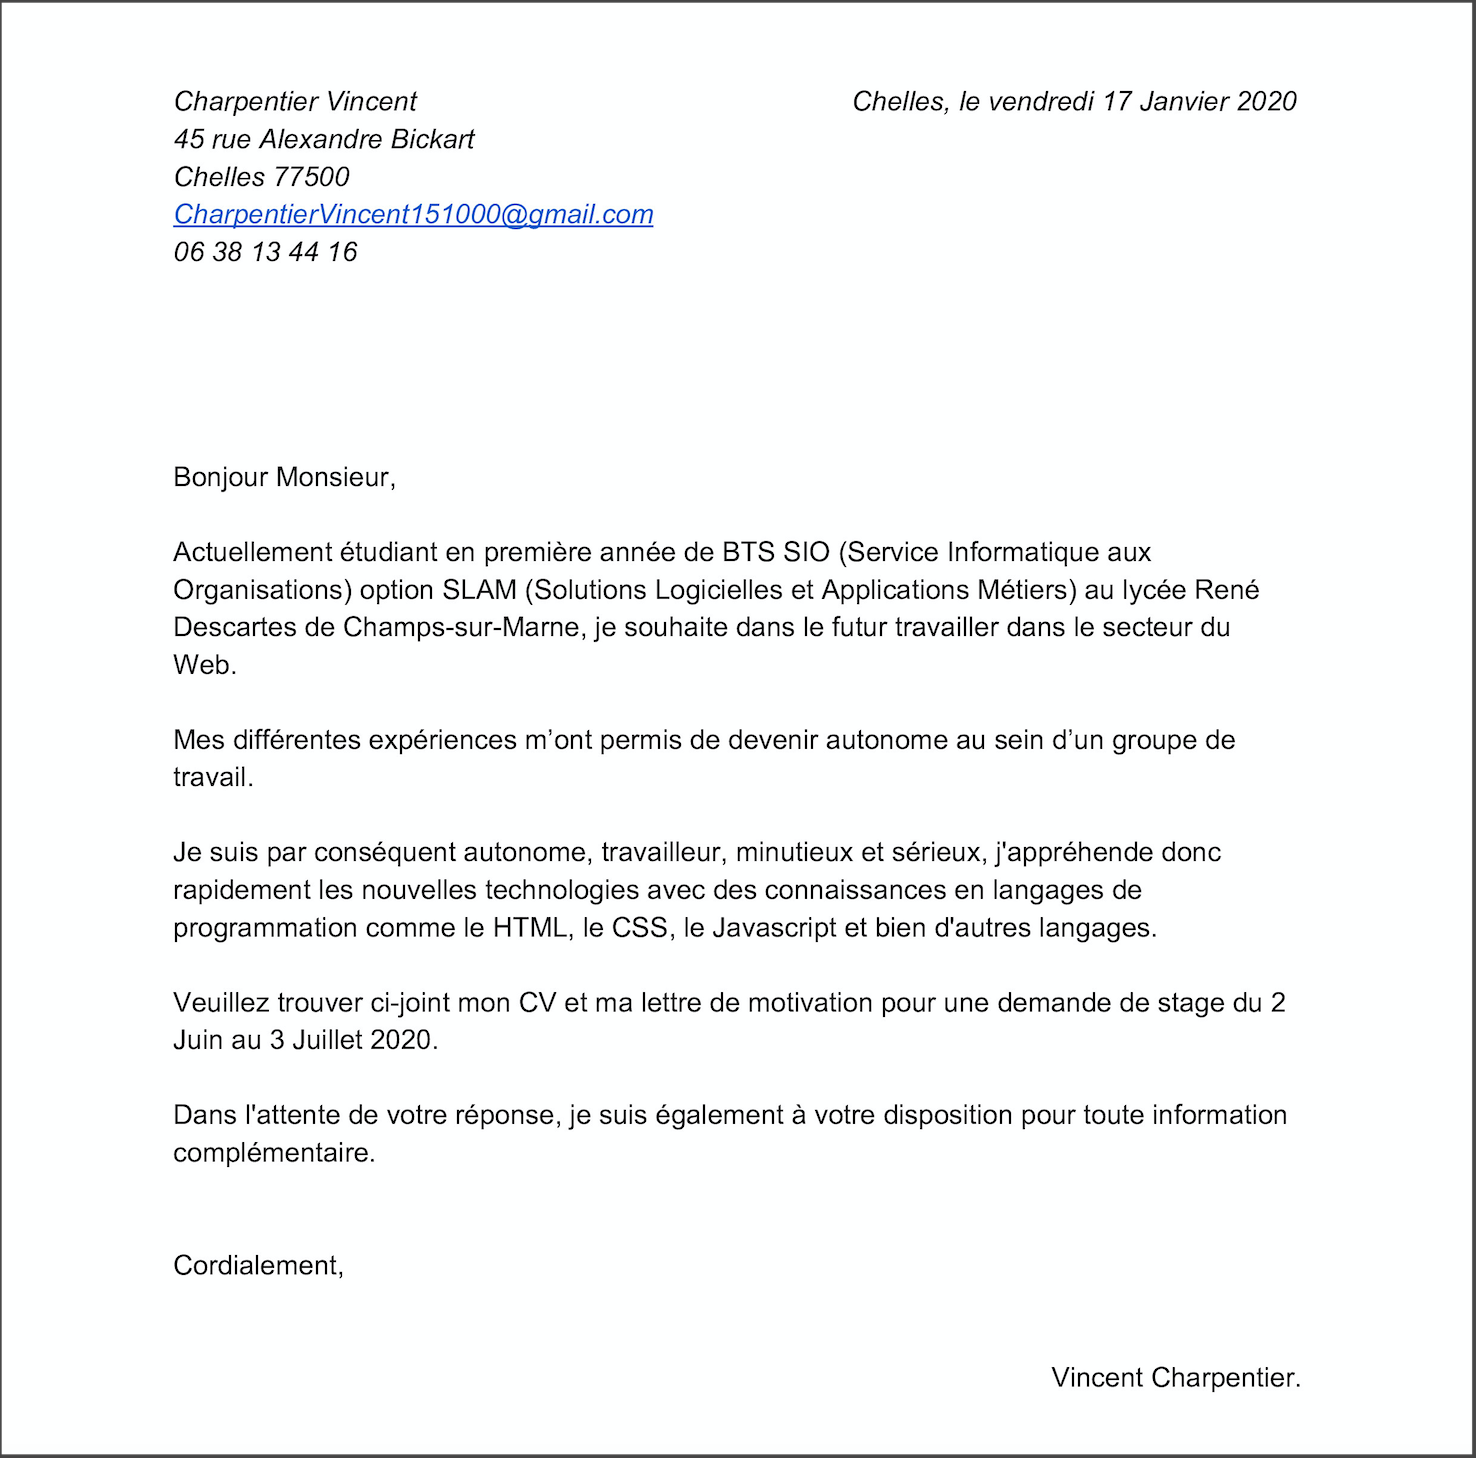 Charpentier Vincent
Chelles, le vendredi 17 Janvier 2020
45 rue Alexandre Bickart
Chelles 77500
CharpentierVincent151000@gmail.com
06 38 13 44 16
Bonjour Monsieur,
Actuellement étudiant en première année de BTS SIO (Service Informatique aux
Organisations) option SLAM (Solutions Logicielles et Applications Métiers) au lycée René
Descartes de Champs-sur-Marne, je souhaite dans le futur travailler dans le secteur du
Web.
Mes différentes expériences m’ont permis de devenir autonome au sein d’un groupe de
travail.
Je suis par conséquent autonome, travailleur, minutieux et sérieux, j'appréhende donc
rapidement les nouvelles technologies avec des connaissances en langages de
programmation comme le HTML, le CSS, le Javascript et bien d'autres langages.
Veuillez trouver ci-joint mon CV et ma lettre de motivation pour une demande de stage du 2
Juin au 3 Juillet 2020.
Dans l'attente de votre réponse, je suis également à votre disposition pour toute information
complémentaire.
Cordialement,
Vincent Charpentier.